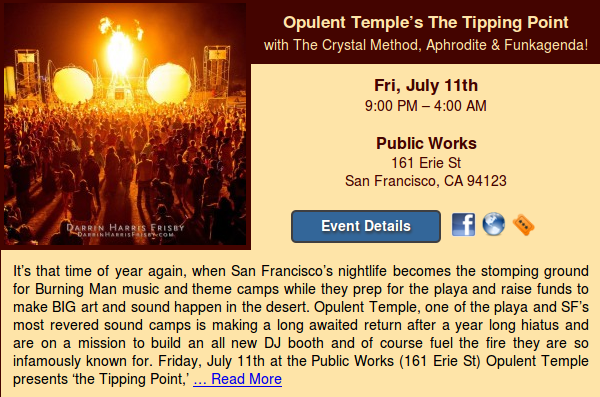 Opulent Temple's The Tipping Point
with The Crystal Method, Aphrodite & Funkagenda!
Fri, July 11th
9:00 PM – 4:00 AM
Public Works
161 Erie St
San Francisco, CA 94123
Event Details
DARRIN HARRIS FRISBY
DARRINHARRISFRISBY.COM
It's that time of year again, when San Francisco's nightlife becomes the stomping ground
for Burning Man music and theme camps while they prep for the playa and raise funds to
make BIG art and sound happen in the desert. Opulent Temple, one of the playa and SF's
most revered sound camps is making a long awaited return after a year long hiatus and
are on a mission to build an all new DJ booth and of course fuel the fire they are so
infamously known for. Friday, July 11th at the Public Works (161 Erie St) Opulent Temple
presents 'the Tipping Point,' … Read More